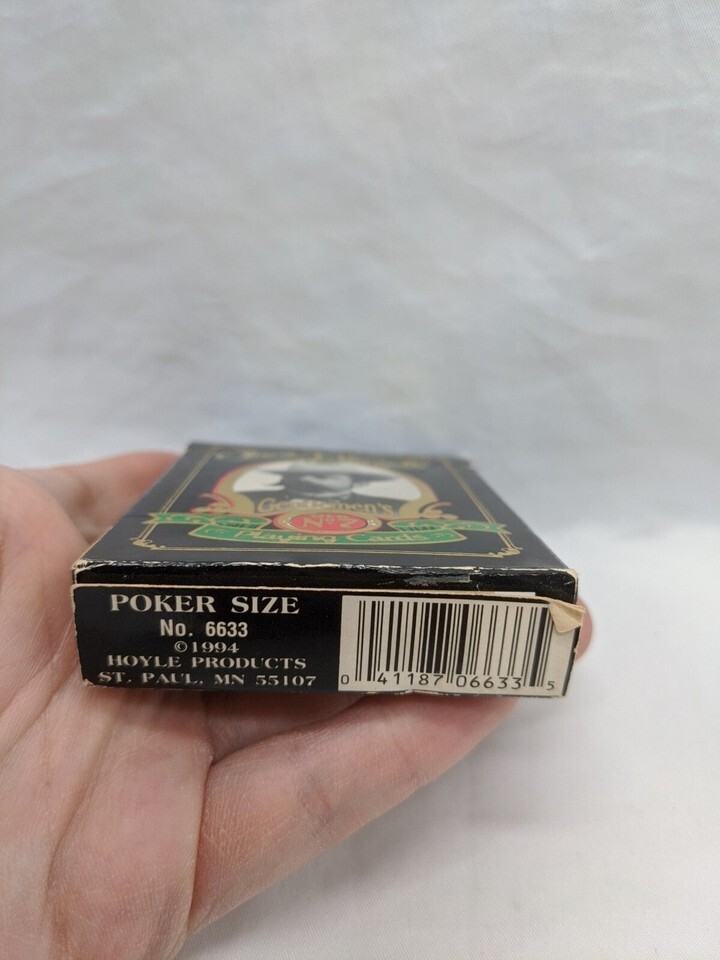 Gentlemen's
No. 2
Playing Cards
POKER SIZE
No. 6633
©1994
HOYLE PRODUCTS
ST. PAUL, MN 55107
0 41187 06633 5